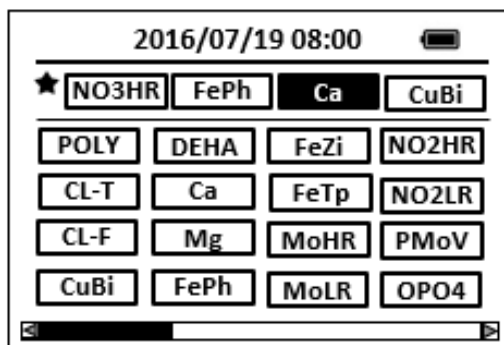 2016/07/19 08:00
NO3HR FePh Ca CuBi
POLY DEHA FeZi NO2HR
CL-T Ca FeTp NO2LR
CL-F Mg MoHR PMoV
CuBi FePh MoLR OPO4